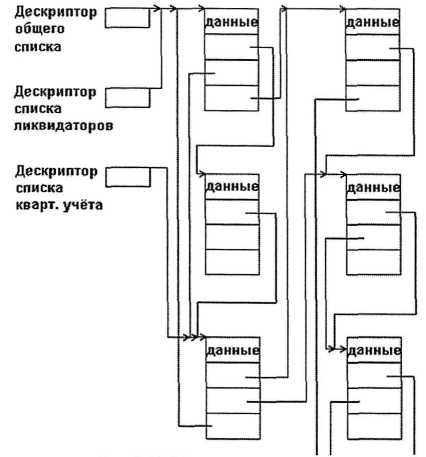 Дескриптор
общего
списка
данные
данные
Дескриптор
списка
ликвидаторов
Дескриптор
списка
кварт. учёта
данные
данные
данные
данные